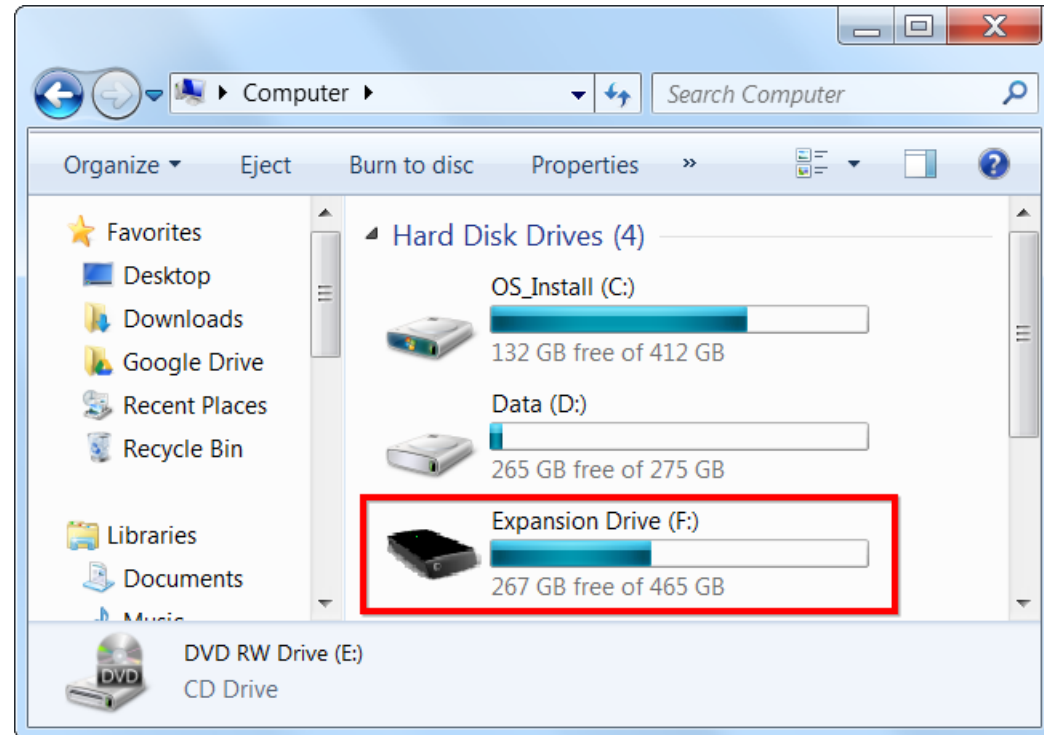 Computer
Search Computer
Organize Eject Burn to disc Properties »
Favorites
Desktop
Downloads
Google Drive
Recent Places
Recycle Bin
Libraries
Documents
Music
Hard Disk Drives (4)
OS_Install (C:)
132 GB free of 412 GB
Data (D:)
265 GB free of 275 GB
Expansion Drive (F:)
267 GB free of 465 GB
DVD
DVD RW Drive (E:)
CD Drive